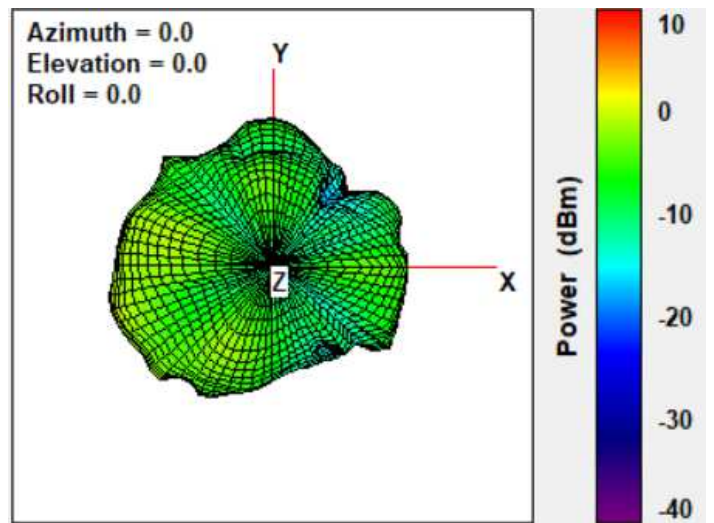 Azimuth = 0.0
Elevation = 0.0
Roll = 0.0
Y
Z
X
Power (dBm)
10
0
-10
-20
-30
-40